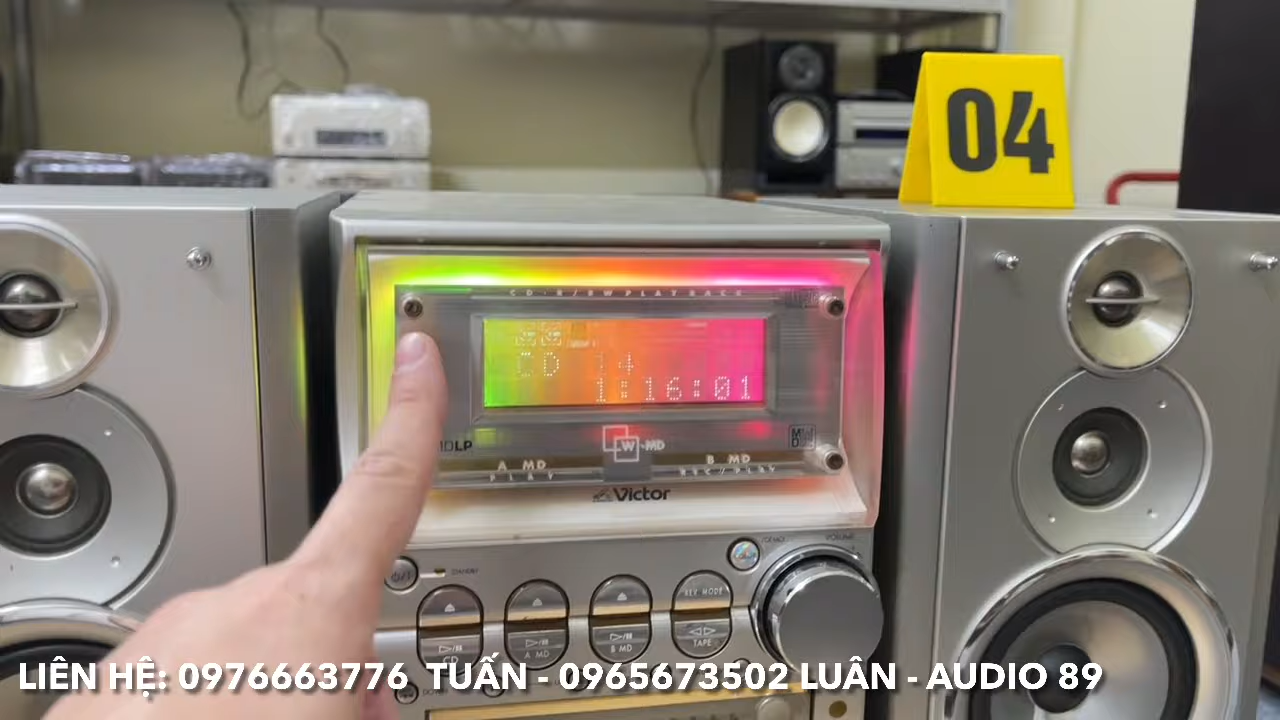 04
CD-R/RW PLAYBACK
CD 14
1:16:01
MDLP
W-MD
A MD
PLAY
B MD
REC/PLAY
Victor
VOLUME
STANDBY
REV MODE
CD
A MD
B MD
TAPE
LIÊN HỆ: 0976663776 TUẤN - 0965673502 LUÂN - AUDIO 89